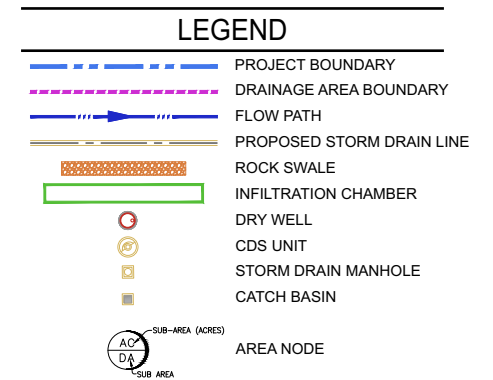 LEGEND
PROJECT BOUNDARY
DRAINAGE AREA BOUNDARY
FLOW PATH
PROPOSED STORM DRAIN LINE
ROCK SWALE
INFILTRATION CHAMBER
DRY WELL
CDS UNIT
STORM DRAIN MANHOLE
CATCH BASIN
SUB-AREA (ACRES)
AC
DA
SUB AREA
AREA NODE